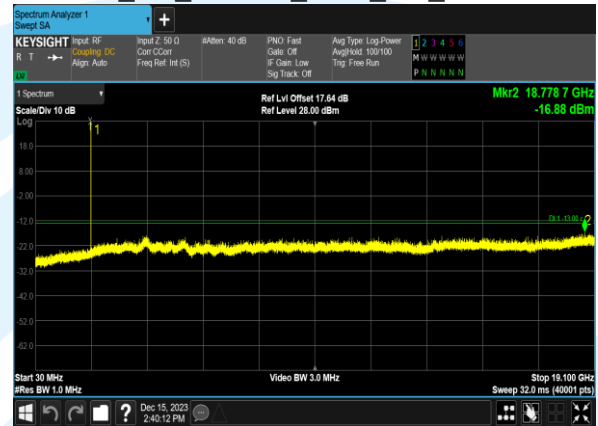 Spectrum Analyzer 1
Swept SA
KEYSIGHT
R T
LV
Input: RF
Coupling: DC
Align: Auto
Input Z: 50 Ω
Corr CCorr
Freq Ref: Int (S)
#Atten: 40 dB
PNO: Fast
Gate: Off
IF Gain: Low
Sig Track: Off
Avg Type: Log-Power
Avg|Hold: 100/100
Trig: Free Run
1 2 3 4 5 6
M W W W W W
P N N N N N
1 Spectrum
Scale/Div 10 dB
Ref Lvl Offset 17.64 dB
Ref Level 28.00 dBm
Mkr2 18.778 7 GHz
-16.88 dBm
Log
1
18.0
8.00
-2.00
-12.0
2
-22.0
-32.0
-42.0
-52.0
-62.0
Start 30 MHz
Video BW 3.0 MHz
Stop 19.100 GHz
#Res BW 1.0 MHz
Sweep 32.0 ms (40001 pts)
?
Dec 15, 2023
2:40:12 PM